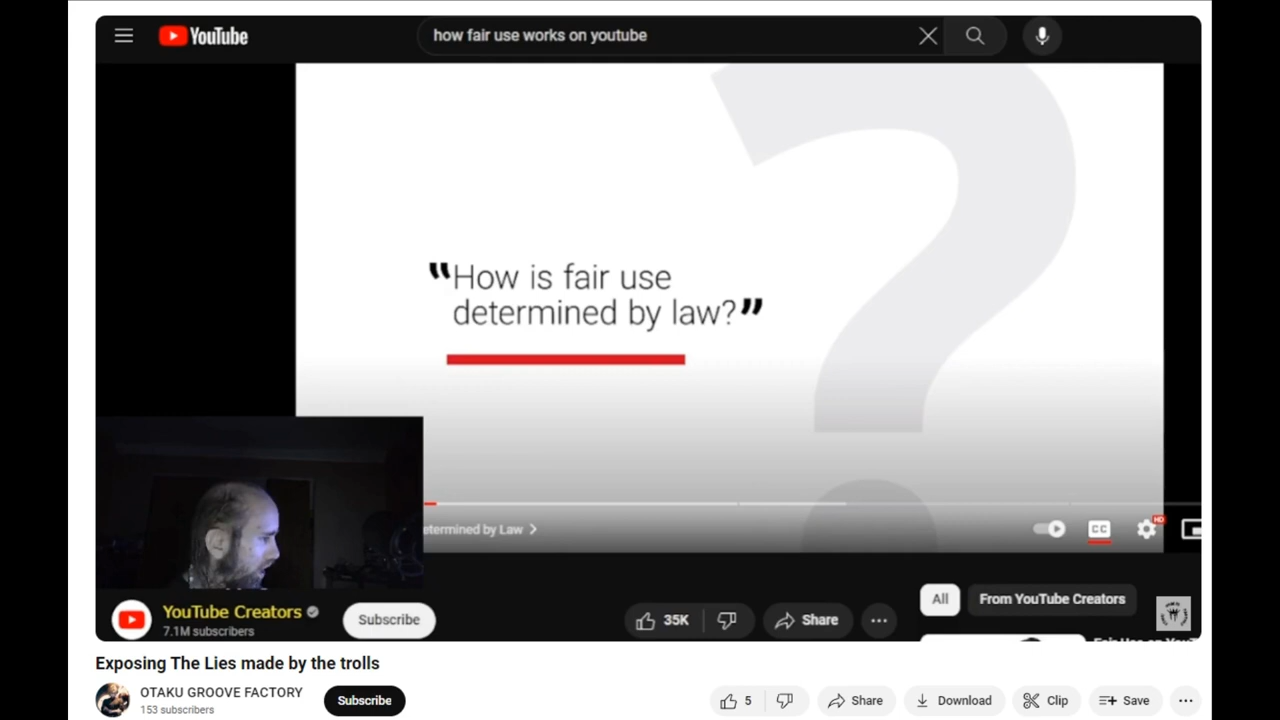 YouTube
how fair use works on youtube
"How is fair use
determined by law?"
etermined by Law
CC
HD
YouTube Creators
7.1M subscribers
Subscribe
35K
Share
All
From YouTube Creators
Exposing The Lies made by the trolls
OTAKU GROOVE FACTORY
153 subscribers
Subscribe
5
Share
Download
Clip
Save